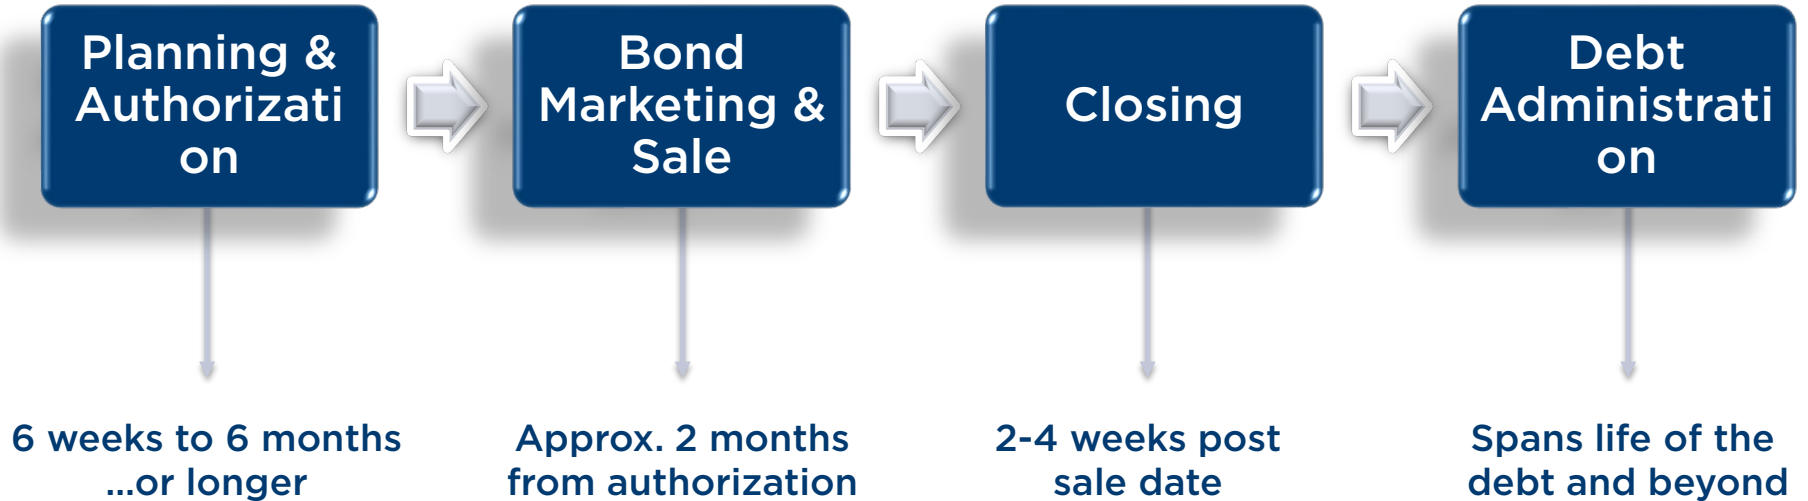 Planning &
Authorizati
on
Bond
Marketing &
Sale
Closing
Debt
Administrati
on
6 weeks to 6 months
...or longer
Approx. 2 months
from authorization
2-4 weeks post
sale date
Spans life of the
debt and beyond